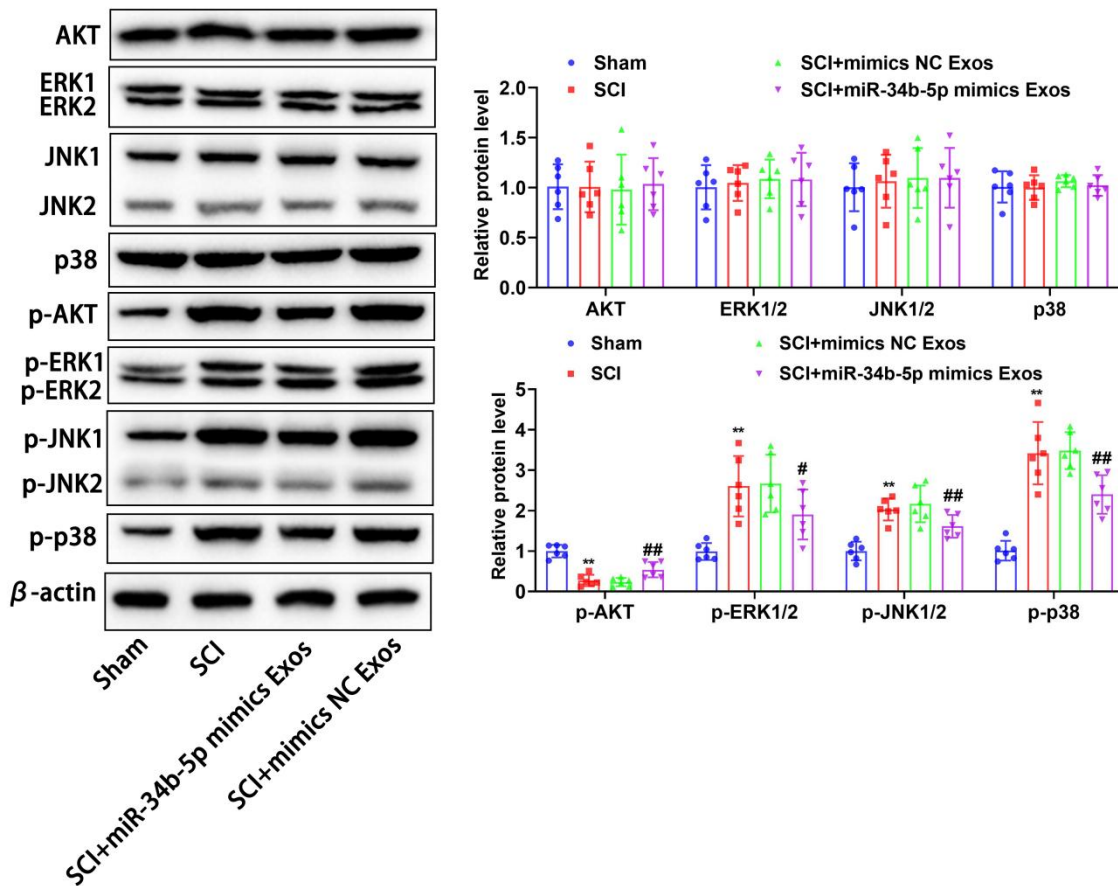 AKT
ERK1
ERK2
JNK1
JNK2
p38
p-AKT
p-ERK1
p-ERK2
p-JNK1
p-JNK2
p-p38
β-actin
Sham
SCI
SCI+miR-34b-5p mimics Exos
SCI+mimics NC Exos
Sham
SCI+mimics NC Exos
SCI
SCI+miR-34b-5p mimics Exos
Relative protein level
2.0
1.5
1.0
0.5
0.0
AKT ERK1/2 JNK1/2 p38
Sham
SCI+mimics NC Exos
SCI
SCI+miR-34b-5p mimics Exos
Relative protein level
5
4
3
2
1
0
**
##
**
#
**
##
**
##
p-AKT p-ERK1/2 p-JNK1/2 p-p38